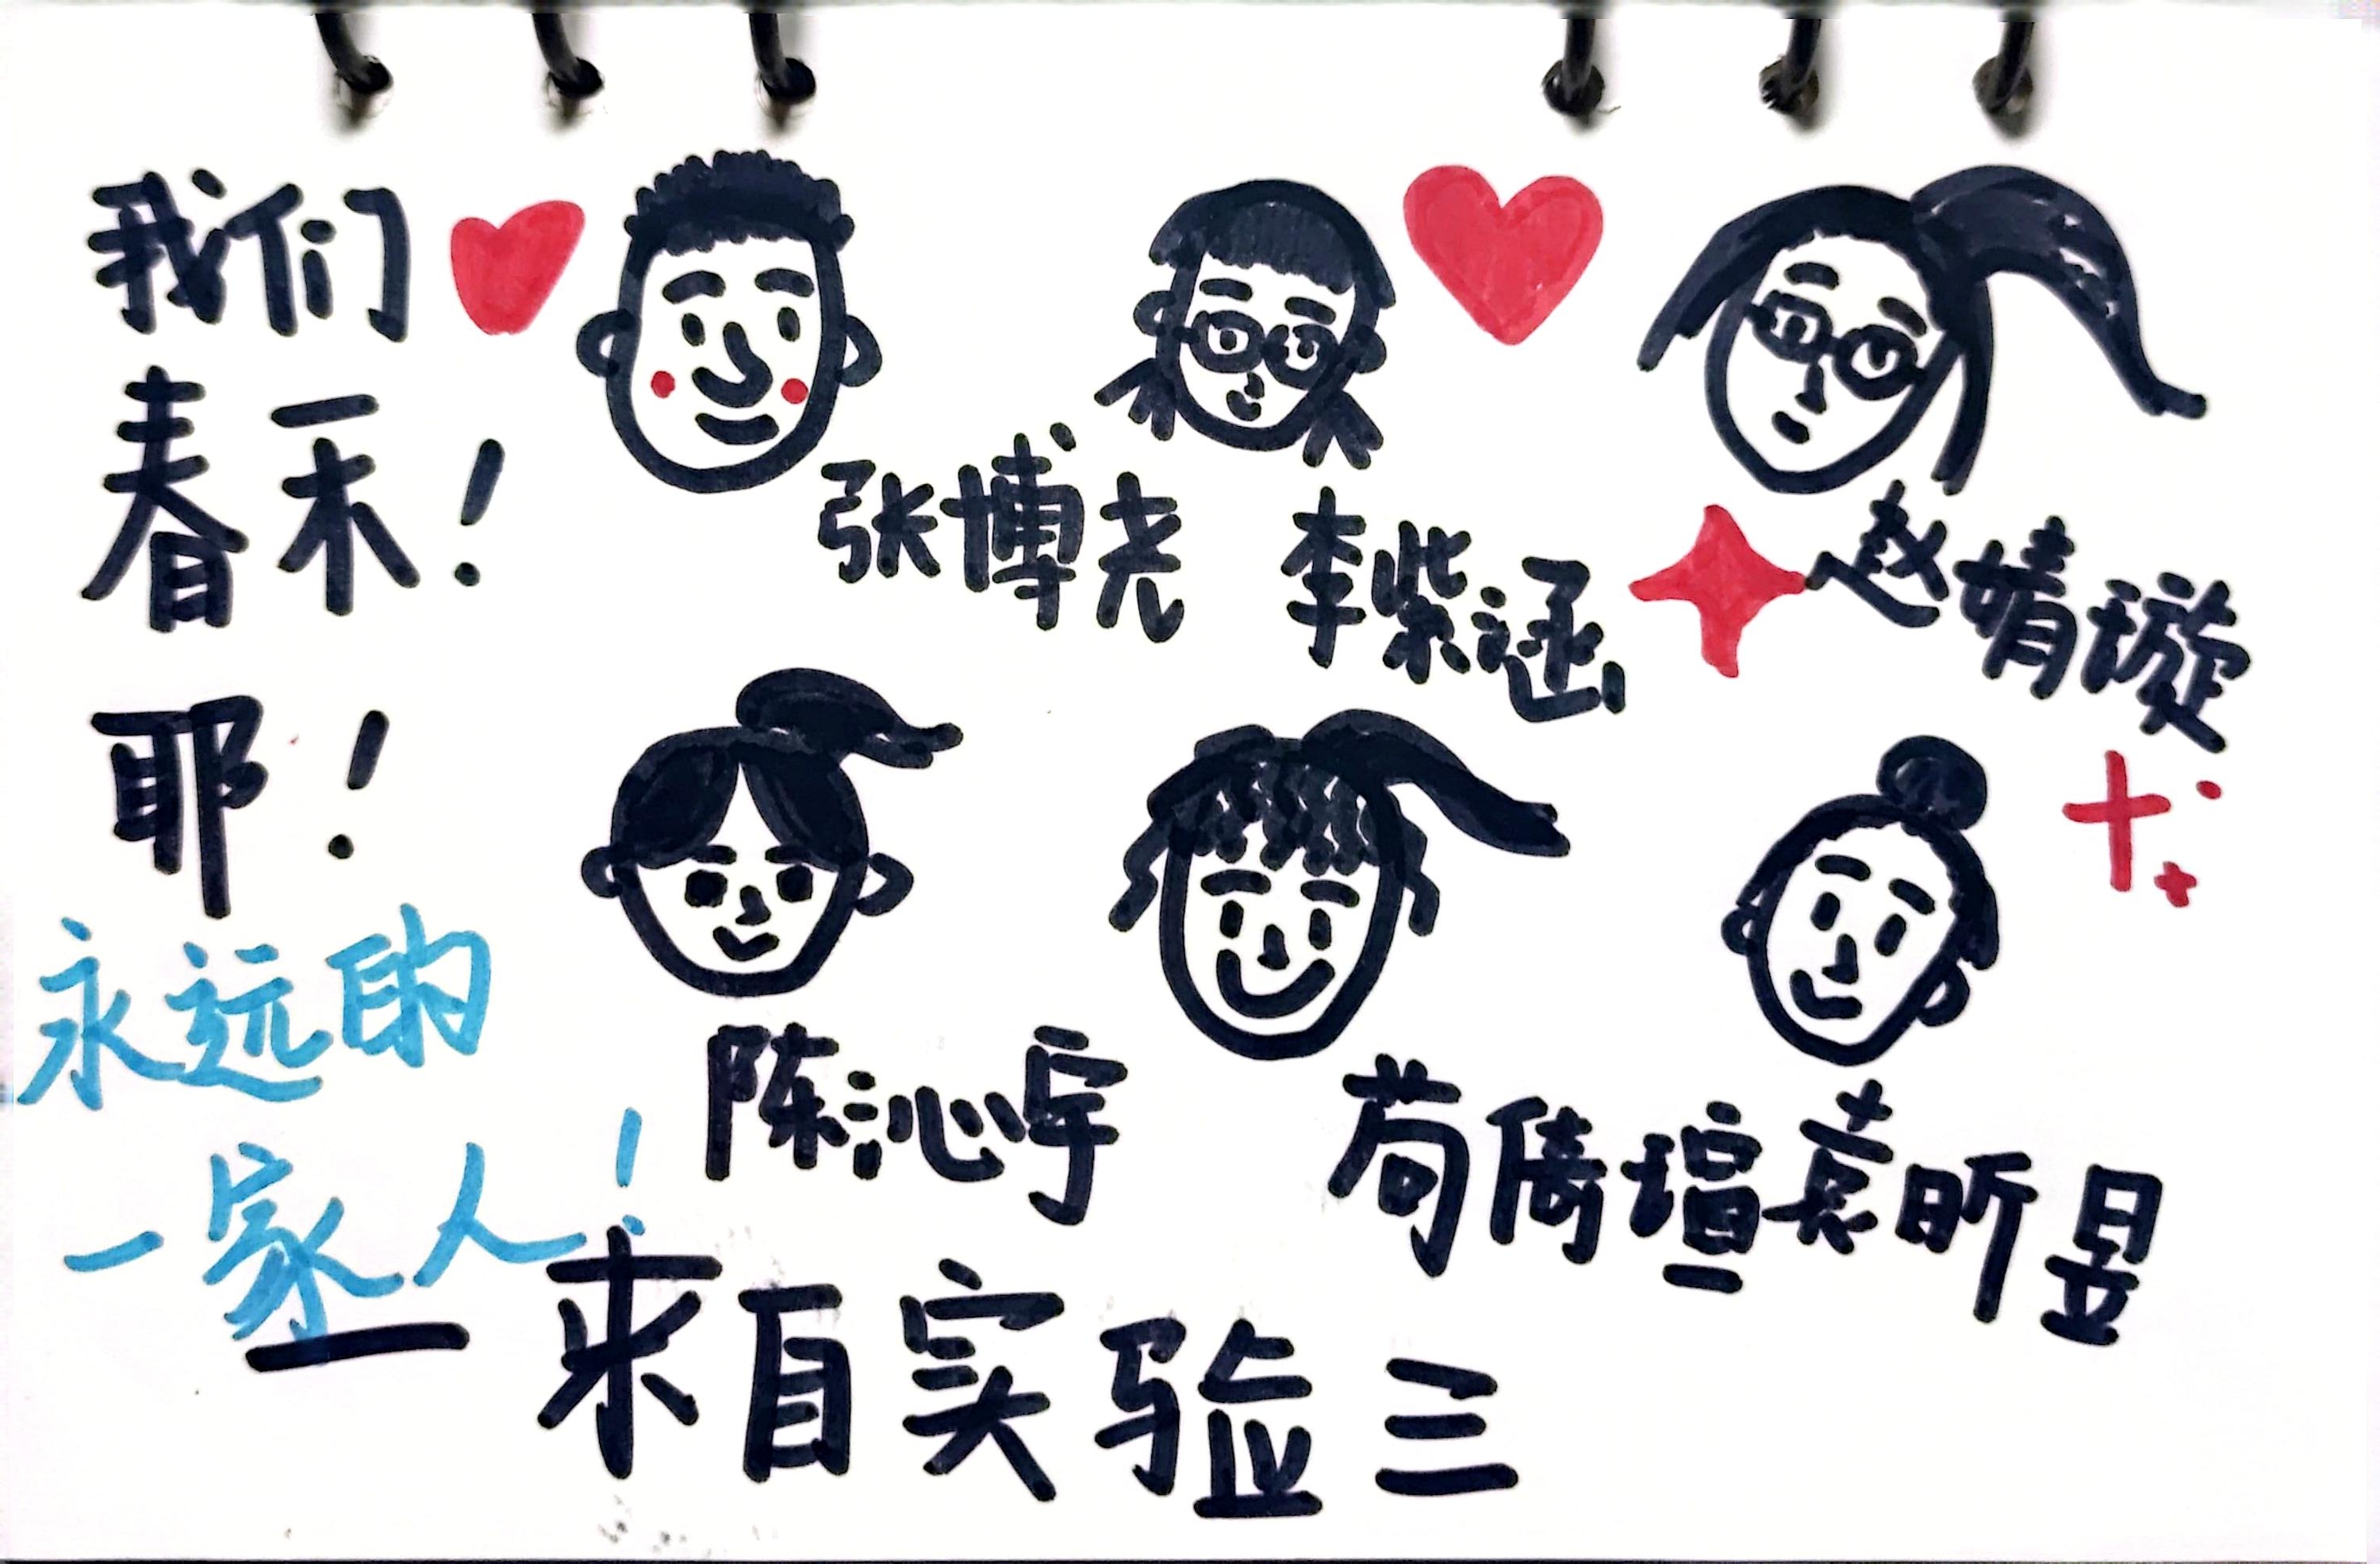 我们
春禾！
耶！
永远的
一家人！
张博尧
李紫涵
赵婧璇
陈沁宇
苟倚瑄
袁昕昱
—来自实验三